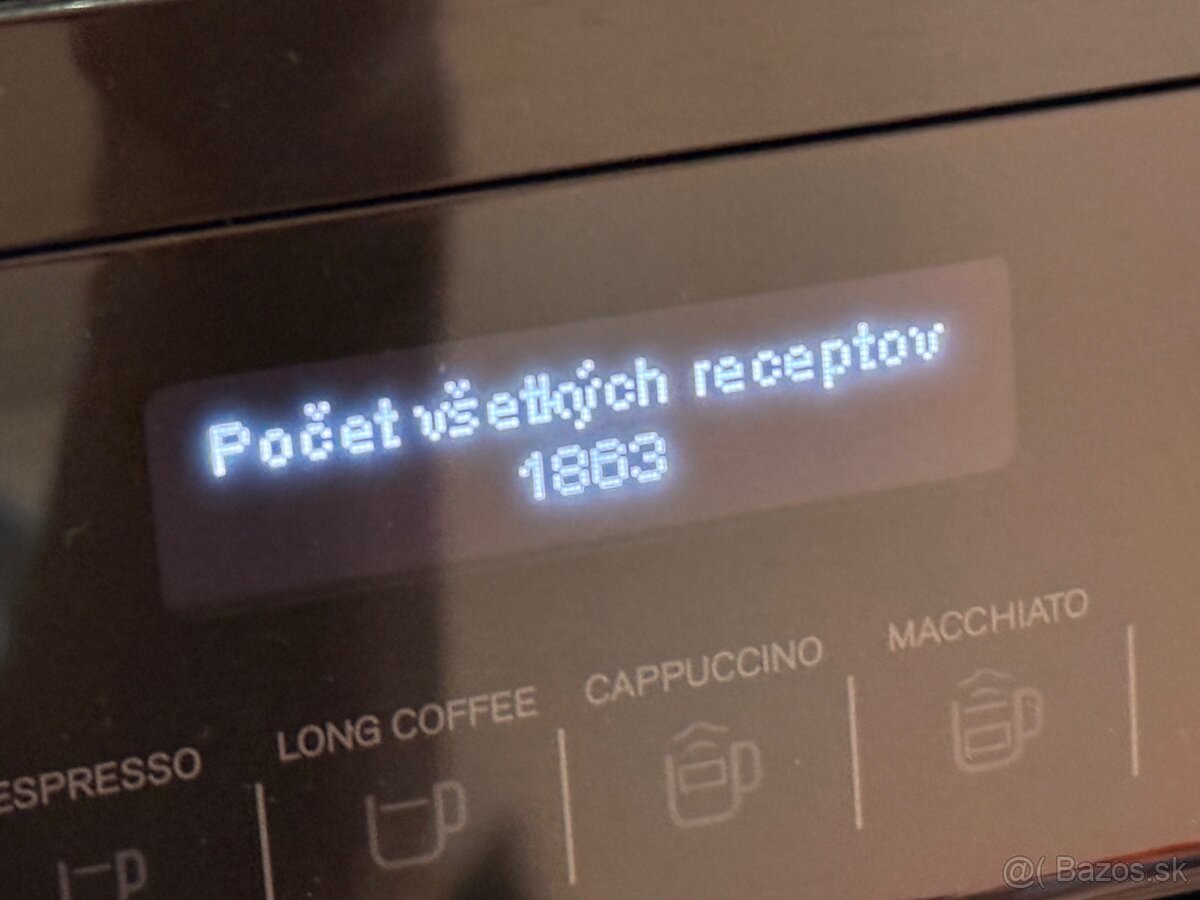 Počet všetkých receptov
1863
MACCHIATO
CAPPUCCINO
LONG COFFEE
ESPRESSO
@( Bazos.sk